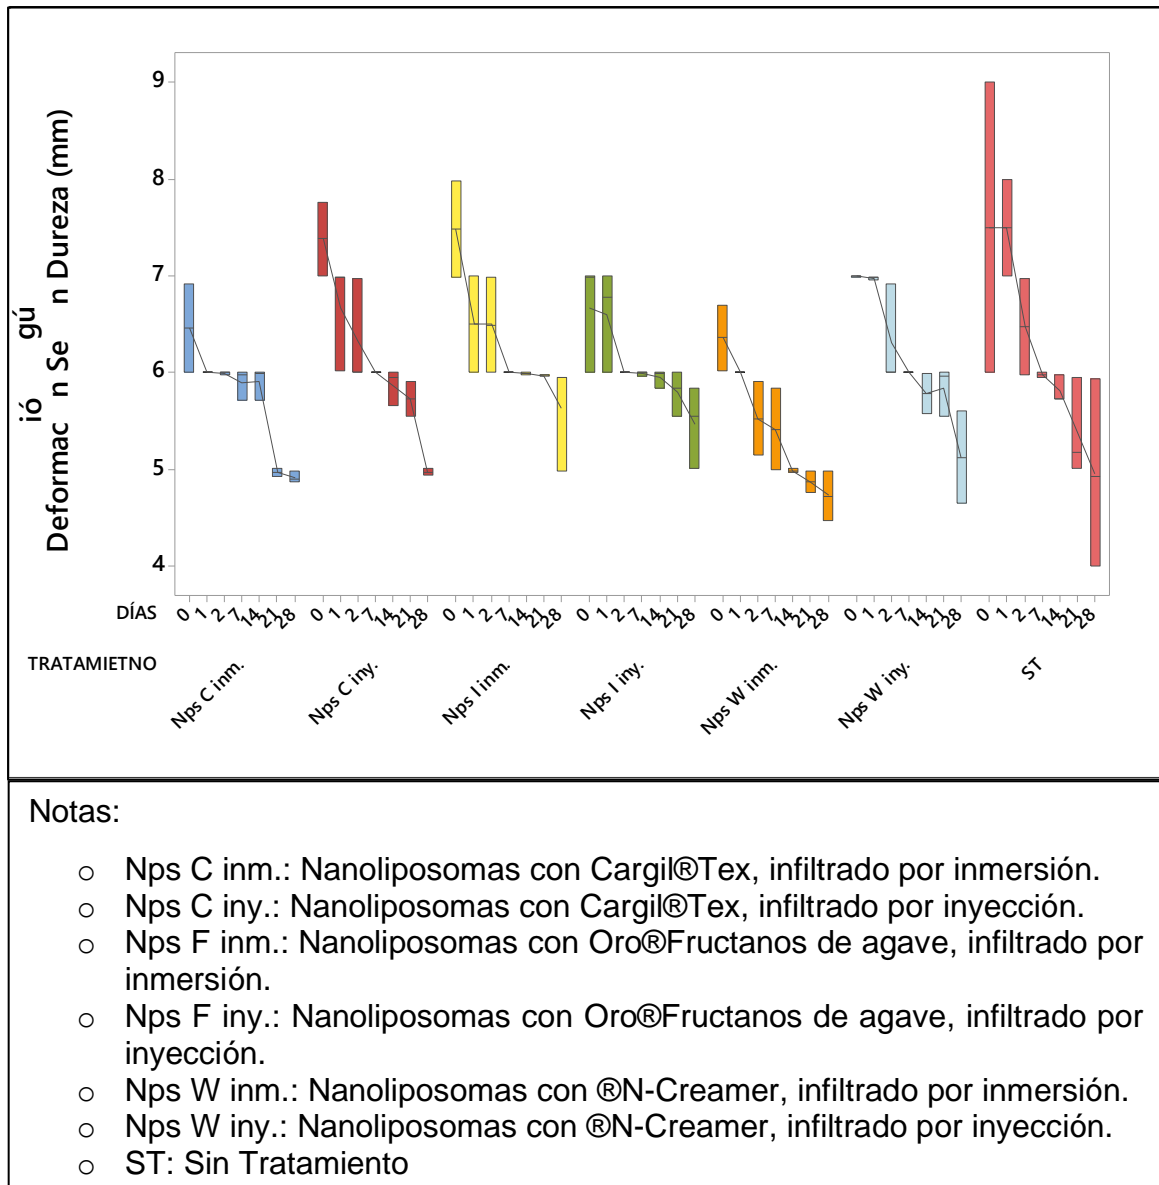 9
8
7
6
5
4
Deformac n Se n Dureza (mm)
ió gú
DÍAS
0 1 2 7 14 21 28 0 1 2 7 14 21 28 0 1 2 7 14 21 28 0 1 2 7 14 21 28 0 1 2 7 14 21 28 0 1 2 7 14 21 28 0 1 2 7 14 21 28
TRATAMIETNO
Nps C inm. Nps C iny. Nps I inm. Nps I iny. Nps W inm. Nps W iny. ST
Notas:
o Nps C inm.: Nanoliposomas con Cargil®Tex, infiltrado por inmersión.
o Nps C iny.: Nanoliposomas con Cargil®Tex, infiltrado por inyección.
o Nps F inm.: Nanoliposomas con Oro®Fructanos de agave, infiltrado por
inmersión.
o Nps F iny.: Nanoliposomas con Oro®Fructanos de agave, infiltrado por
inyección.
o Nps W inm.: Nanoliposomas con ®N-Creamer, infiltrado por inmersión.
o Nps W iny.: Nanoliposomas con ®N-Creamer, infiltrado por inyección.
o ST: Sin Tratamiento